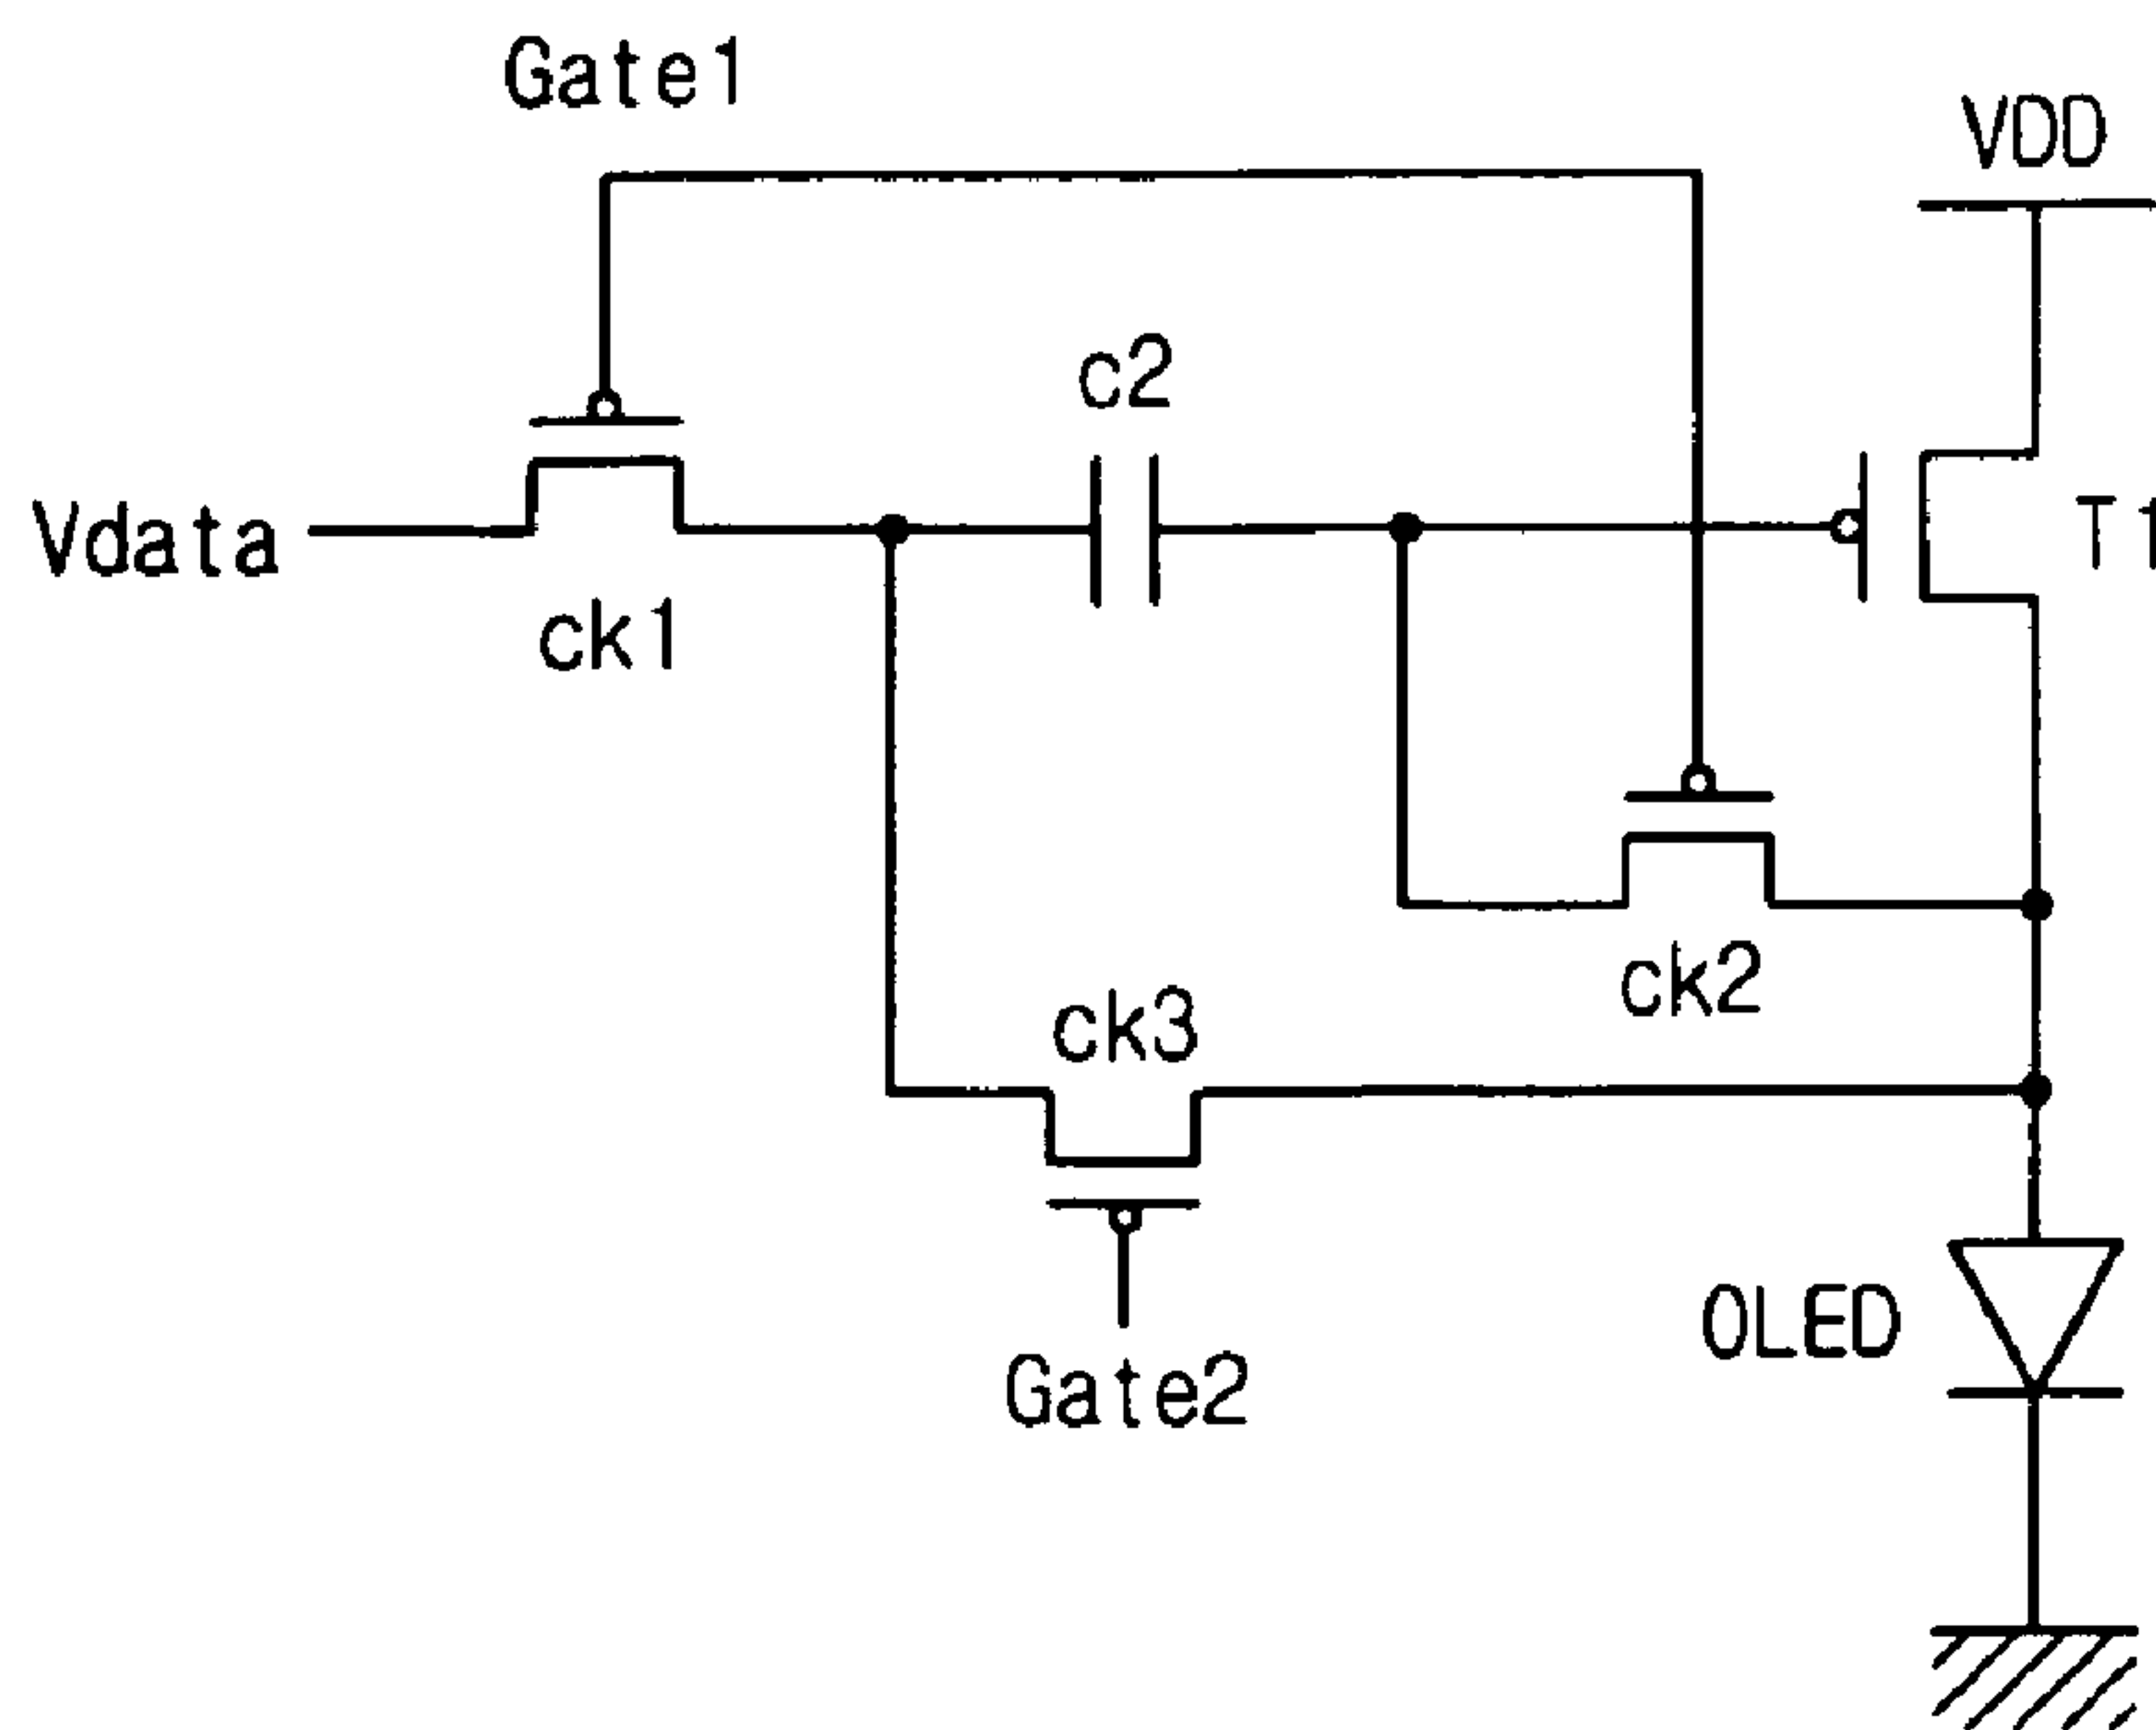 Gate1
VDD
c2
Vdata
T1
ck1
ck2
ck3
OLED
Gate2